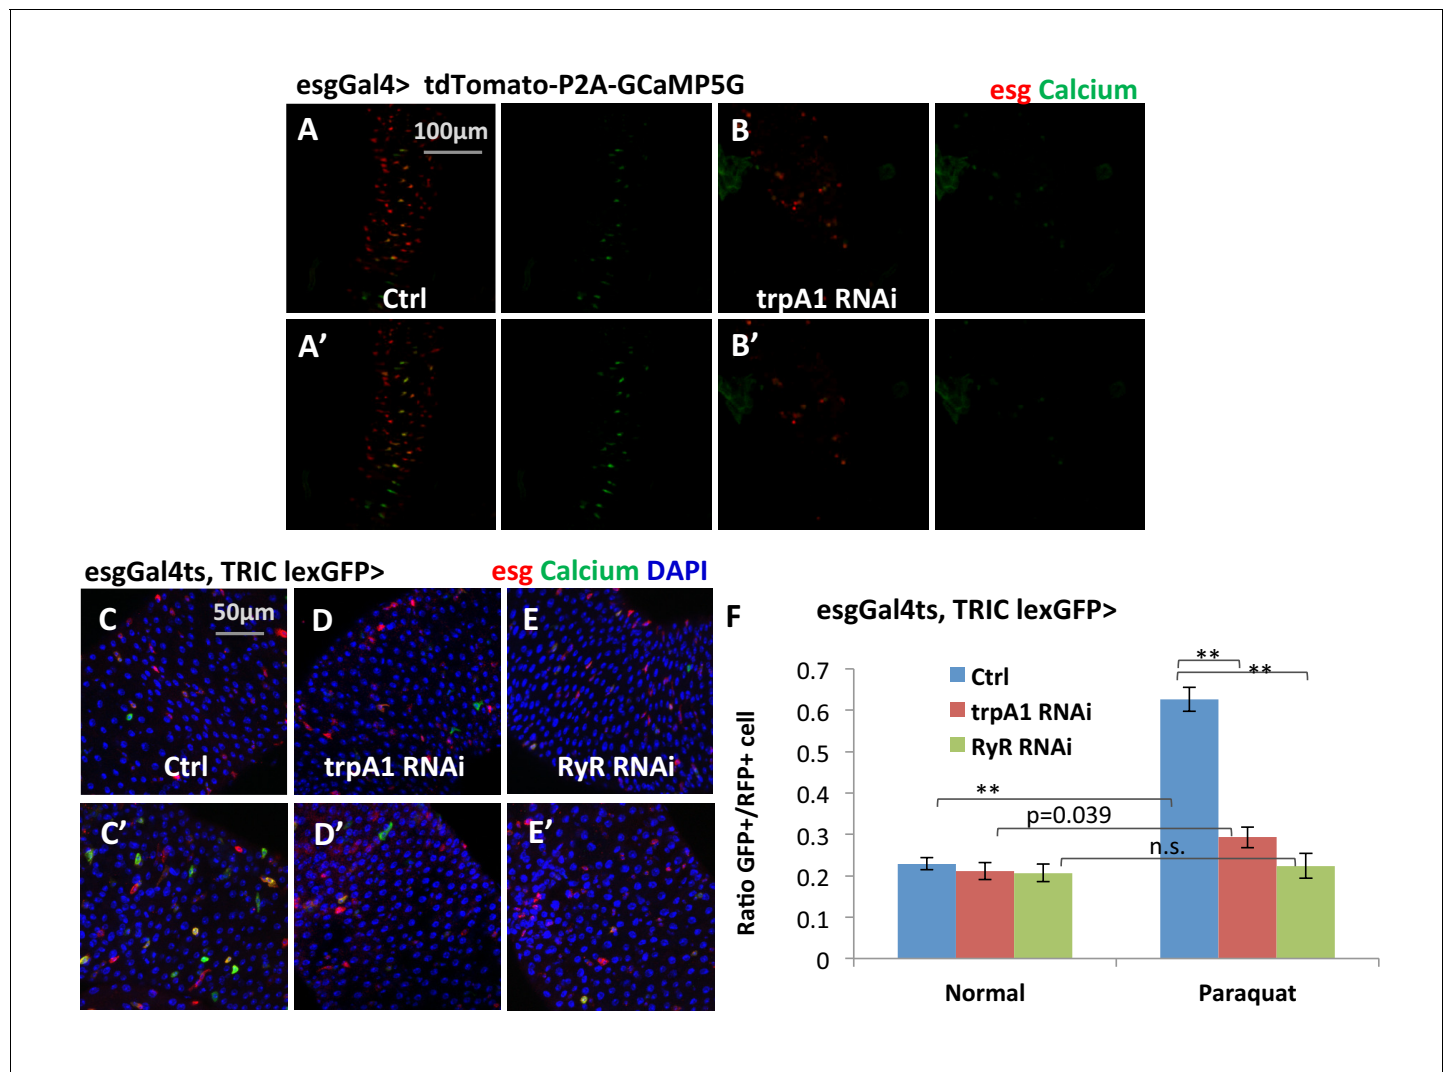 esgGal4> tdTomato-P2A-GCaMP5G
esg Calcium
A
100μm
Ctrl
B
trpA1 RNAi
A’
B’
esgGal4ts, TRIC lexGFP>
esg Calcium DAPI
C
50μm
Ctrl
D
trpA1 RNAi
E
RyR RNAi
C’
D’
E’
F
esgGal4ts, TRIC lexGFP>
Ratio GFP+/RFP+ cell
0.7
0.6
0.5
0.4
0.3
0.2
0.1
0
Ctrl
trpA1 RNAi
RyR RNAi
**
**
**
p=0.039
n.s.
Normal
Paraquat